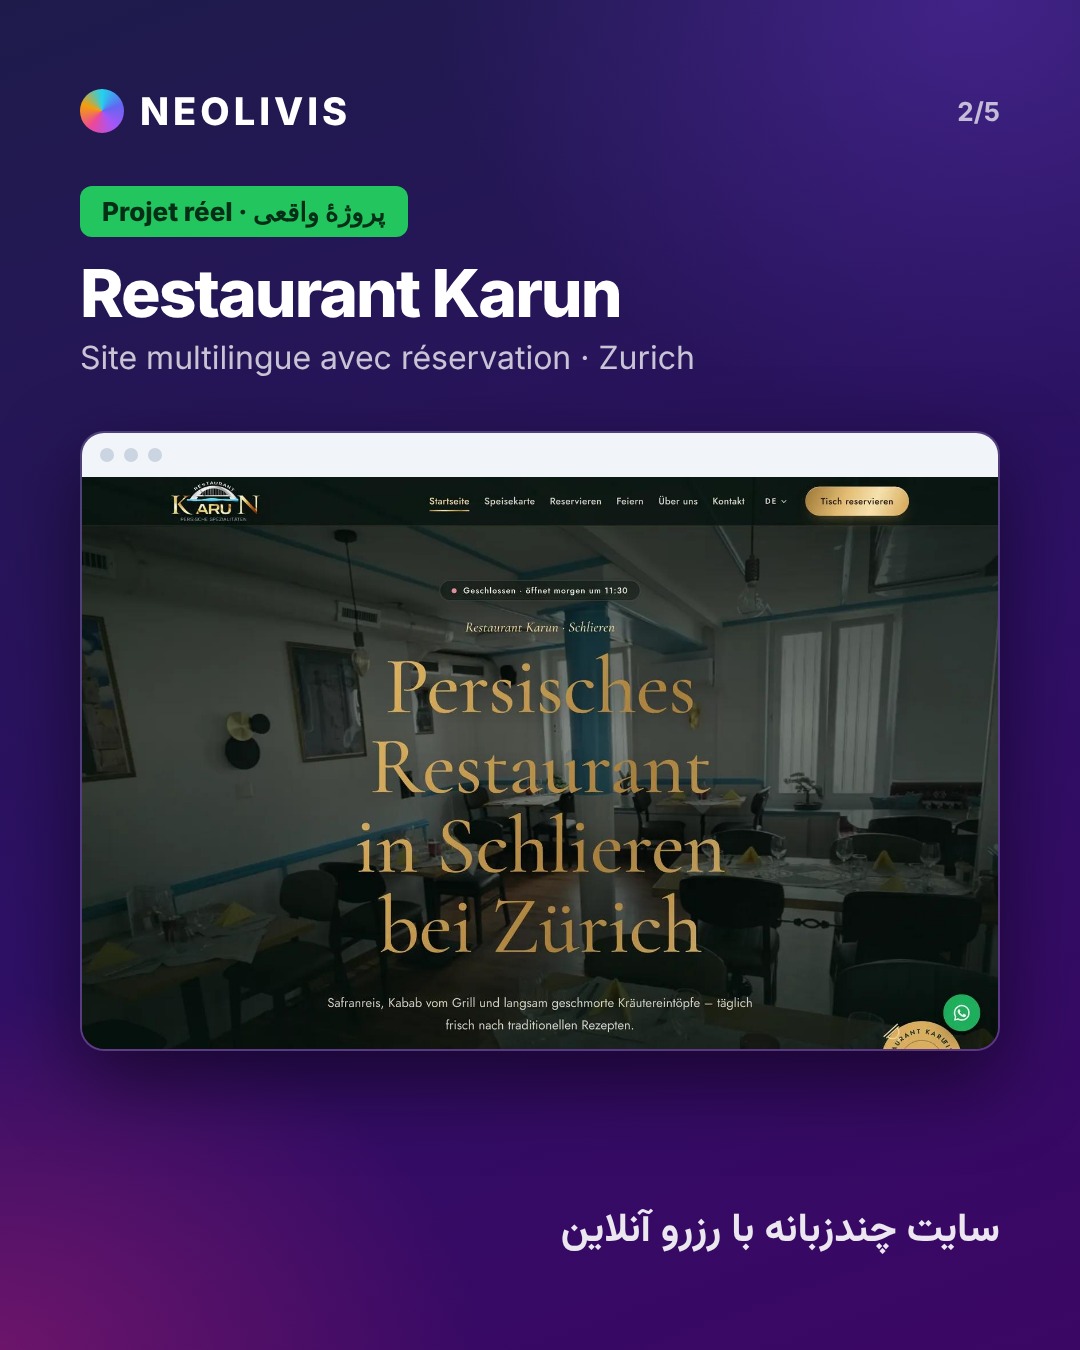 NEOLIVIS
2/5
Projet réel · پروژهٔ واقعی
Restaurant Karun
Site multilingue avec réservation · Zurich
RESTAURANT
KARUN
PERSISCHE SPEZIALITÄTEN
Startseite Speisekarte Reservieren Feiern Über uns Kontakt DE Tisch reservieren
Geschlossen · öffnet morgen um 11:30
Restaurant Karun · Schlieren
Persisches
Restaurant
in Schlieren
bei Zürich
Safranreis, Kabab vom Grill und langsam geschmorte Kräutereintöpfe – täglich
frisch nach traditionellen Rezepten.
سایت چندزبانه با رزرو آنلاین